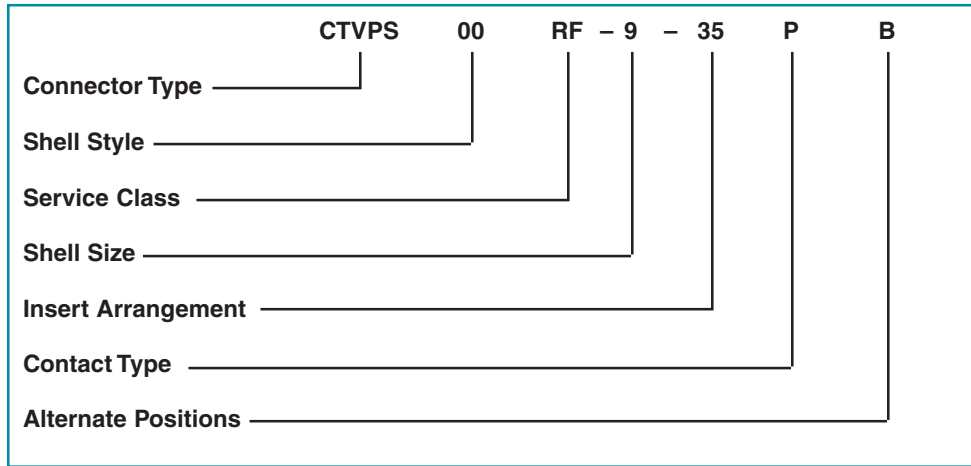 CTVPS 00 RF – 9 – 35 P B
Connector Type
Shell Style
Service Class
Shell Size
Insert Arrangement
Contact Type
Alternate Positions